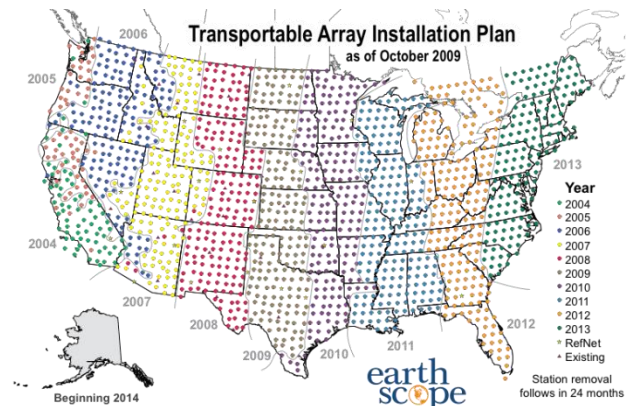 Transportable Array Installation Plan
as of October 2009
2006
2005
2004
2007
2008
2009
2010
2011
2012
2013
Year
2004
2005
2006
2007
2008
2009
2010
2011
2012
2013
RefNet
Existing
Beginning 2014
earth
scope
Station removal
follows in 24 months